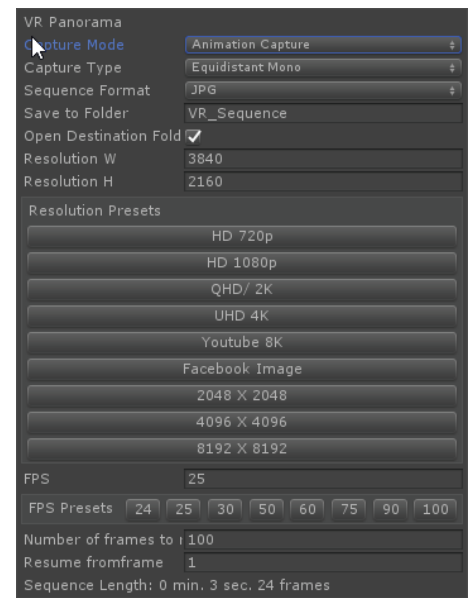 VR Panorama
Capture Mode Animation Capture
Capture Type Equidistant Mono
Sequence Format JPG
Save to Folder VR_Sequence
Open Destination Fold
Resolution W 3840
Resolution H 2160
Resolution Presets
HD 720p
HD 1080p
QHD/ 2K
UHD 4K
Youtube 8K
Facebook Image
2048 X 2048
4096 X 4096
8192 X 8192
FPS 25
FPS Presets 24 25 30 50 60 75 90 100
Number of frames to r 100
Resume fromframe 1
Sequence Length: 0 min. 3 sec. 24 frames